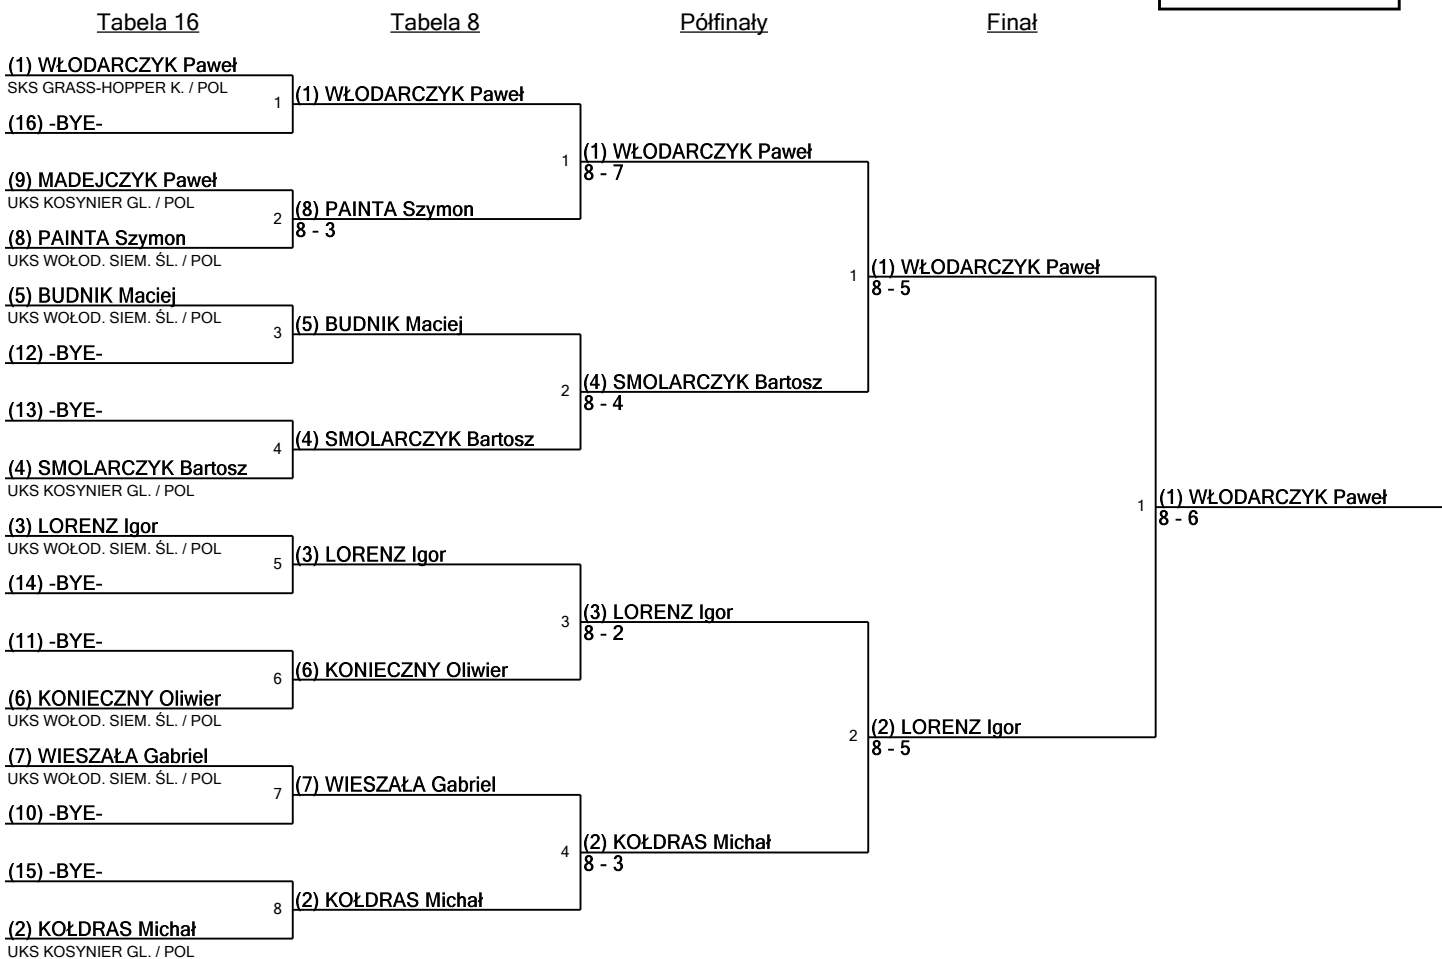 Tabela 16
Tabela 8
Półfinały
Finał
(1) WŁODARCZYK Paweł
SKS GRASS-HOPPER K. / POL
1
(16) -BYE-
(9) MADEJCZYK Paweł
UKS KOSYNIER GL. / POL
2
(8) PAINTA Szymon
UKS WOŁOD. SIEM. ŚL. / POL
(5) BUDNIK Maciej
UKS WOŁOD. SIEM. ŚL. / POL
3
(12) -BYE-
(13) -BYE-
4
(4) SMOLARCZYK Bartosz
UKS KOSYNIER GL. / POL
(3) LORENZ Igor
UKS WOŁOD. SIEM. ŚL. / POL
5
(14) -BYE-
(11) -BYE-
6
(6) KONIECZNY Oliwier
UKS WOŁOD. SIEM. ŚL. / POL
(7) WIESZAŁA Gabriel
UKS WOŁOD. SIEM. ŚL. / POL
7
(10) -BYE-
(15) -BYE-
8
(2) KOŁDRAS Michał
UKS KOSYNIER GL. / POL
(1) WŁODARCZYK Paweł
1
(8) PAINTA Szymon
8 - 3
(5) BUDNIK Maciej
2
(4) SMOLARCZYK Bartosz
(3) LORENZ Igor
3
(6) KONIECZNY Oliwier
(7) WIESZAŁA Gabriel
4
(2) KOŁDRAS Michał
(1) WŁODARCZYK Paweł
8 - 7
1
(4) SMOLARCZYK Bartosz
8 - 4
(3) LORENZ Igor
8 - 2
2
(2) KOŁDRAS Michał
8 - 3
(1) WŁODARCZYK Paweł
8 - 5
1
(2) LORENZ Igor
8 - 5
(1) WŁODARCZYK Paweł
8 - 6